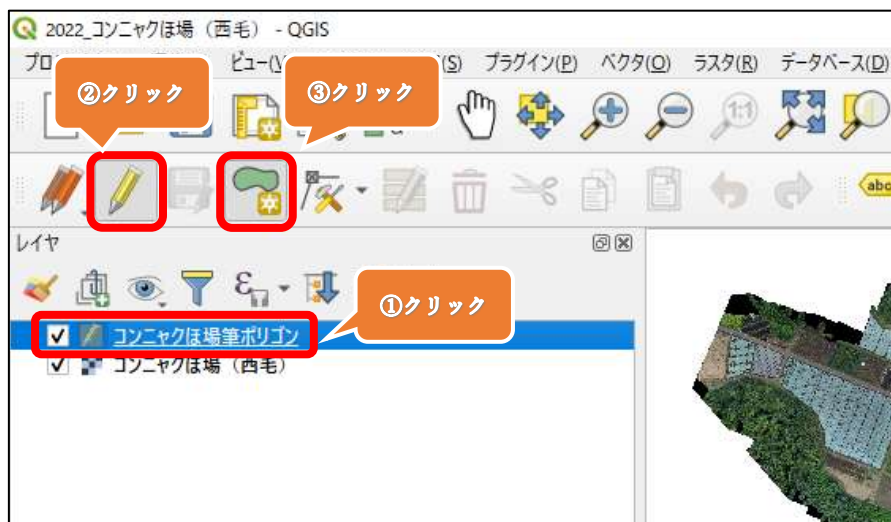 2022_コンニャクほ場（西毛） - QGIS
ビュー(V) (S) プラグイン(P) ベクタ(O) ラスタ(R) データベース(D)
②クリック
③クリック
1:1
abc
レイヤ
①クリック
コンニャクほ場筆ポリゴン
コンニャクほ場（西毛）